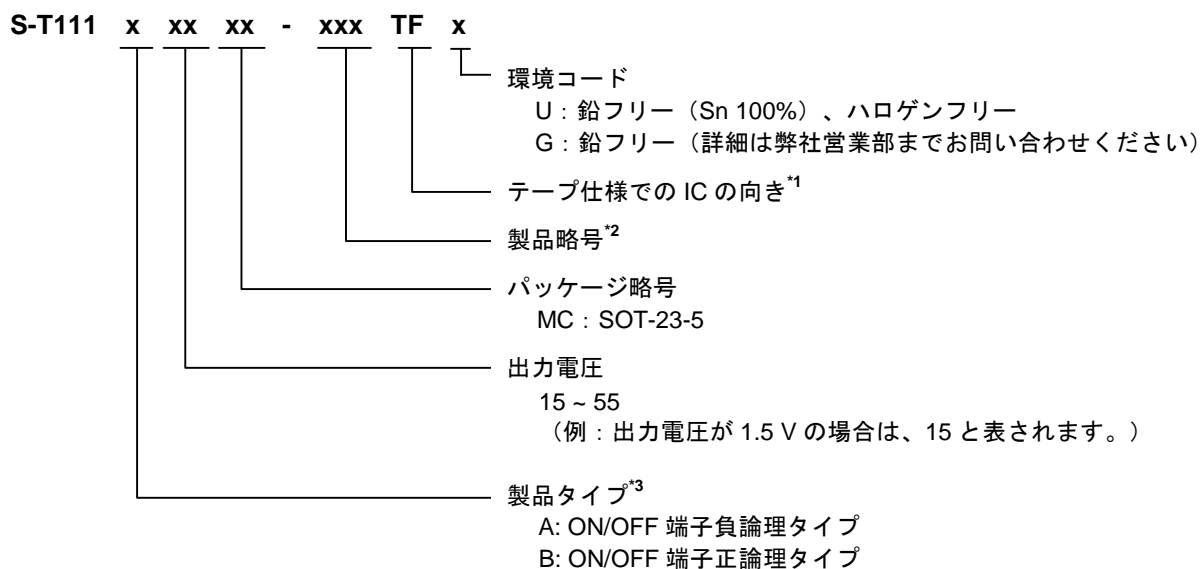 S-T111 x xx xx - xxx TF x
環境コード
U：鉛フリー（Sn 100%）、ハロゲンフリー
G：鉛フリー（詳細は弊社営業部までお問い合わせください）
テープ仕様での IC の向き*1
製品略号*2
パッケージ略号
MC：SOT-23-5
出力電圧
15 ~ 55
（例：出力電圧が 1.5 V の場合は、15 と表されます。）
製品タイプ*3
A: ON/OFF 端子負論理タイプ
B: ON/OFF 端子正論理タイプ